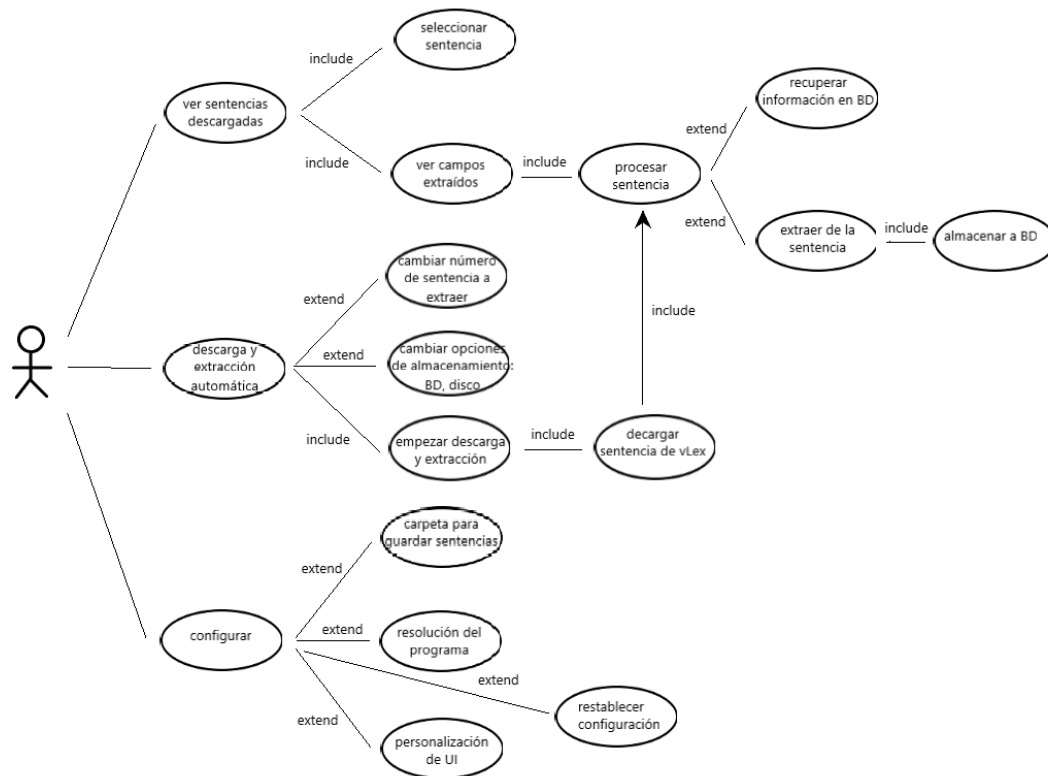 seleccionar
sentencia
include
ver sentencias
descargadas
include
ver campos
extraídos
include
procesar
sentencia
extend
recuperar
información en BD
extend
extraer de la
sentencia
include
almacenar a BD
cambiar número
de sentencia a
extraer
extend
descarga y
extracción
automática
extend
cambiar opciones
de almacenamiento:
BD, disco
include
include
empezar descarga
y extracción
include
decargar
sentencia de vLex
carpeta para
guardar sentencias
extend
configurar
extend
resolución del
programa
extend
restablecer
configuración
extend
personalización
de UI